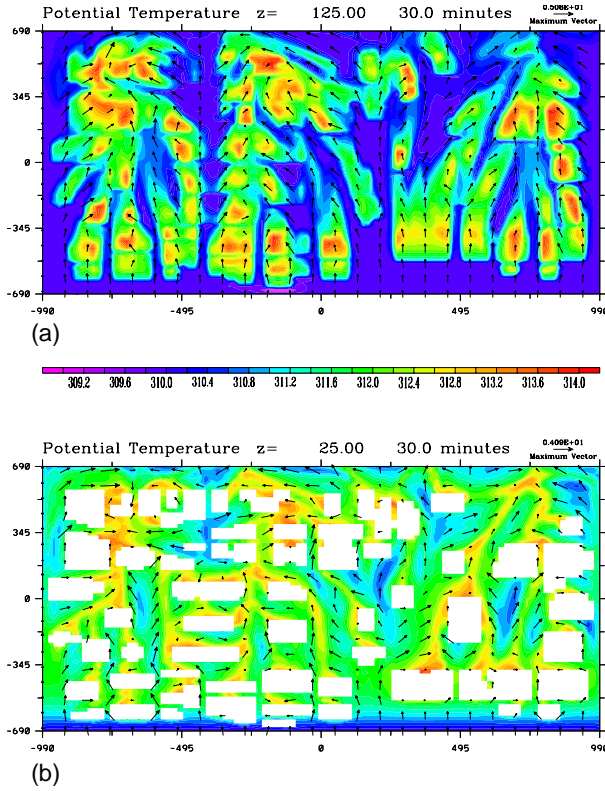 Potential Temperature z= 125.00 30.0 minutes
0.506E+01
Maximum Vector
690
345
0
-345
-690
-990 -495 0 495 990
(a)
309.2 309.6 310.0 310.4 310.8 311.2 311.6 312.0 312.4 312.8 313.2 313.6 314.0
Potential Temperature z= 25.00 30.0 minutes
0.409E+01
Maximum Vector
690
345
0
-345
-690
-990 -495 0 495 990
(b)